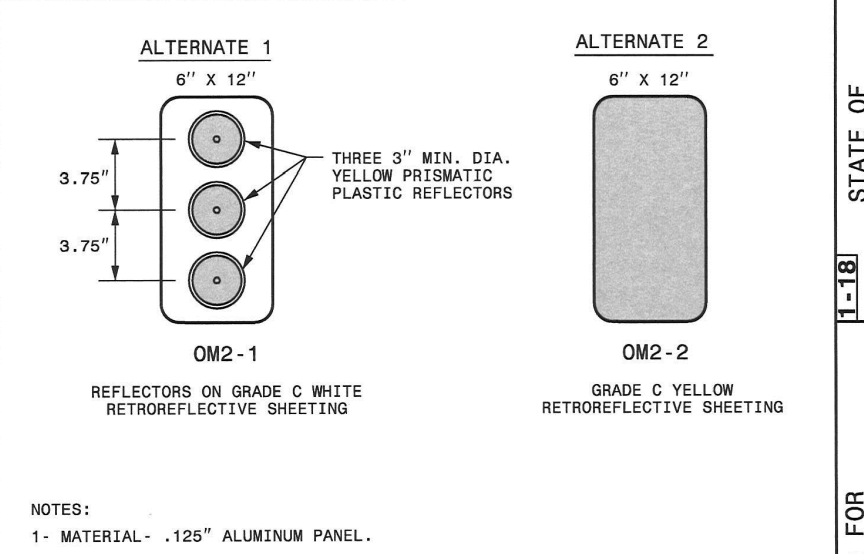 ALTERNATE 1
6" X 12"
3.75"
3.75"
THREE 3" MIN. DIA.
YELLOW PRISMATIC
PLASTIC REFLECTORS
OM2-1
REFLECTORS ON GRADE C WHITE
RETROREFLECTIVE SHEETING
ALTERNATE 2
6" X 12"
OM2-2
GRADE C YELLOW
RETROREFLECTIVE SHEETING
NOTES:
1- MATERIAL- .125" ALUMINUM PANEL.
STATE OF
1-18
FOR